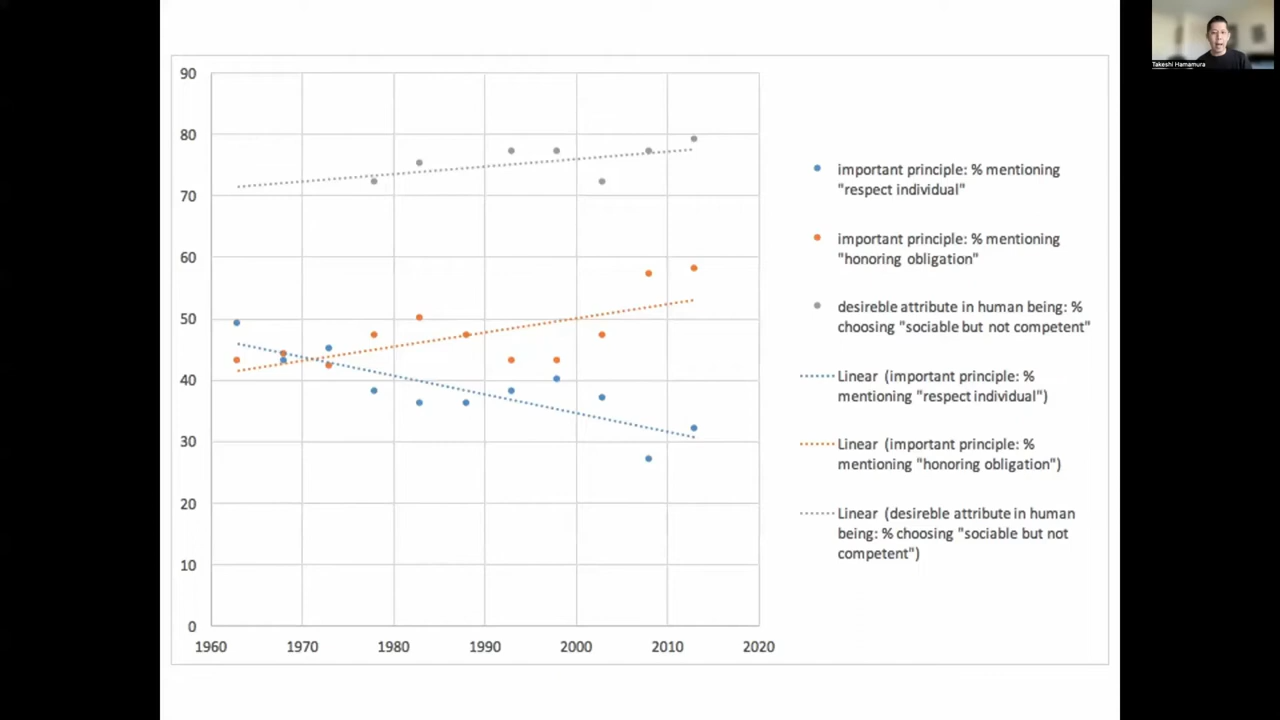 Takeshi Hamamura
90
80
70
60
50
40
30
20
10
0
1960 1970 1980 1990 2000 2010 2020
important principle: % mentioning
"respect individual"
important principle: % mentioning
"honoring obligation"
desireble attribute in human being: %
choosing "sociable but not competent"
Linear (important principle: %
mentioning "respect individual")
Linear (important principle: %
mentioning "honoring obligation")
Linear (desireble attribute in human
being: % choosing "sociable but not
competent")